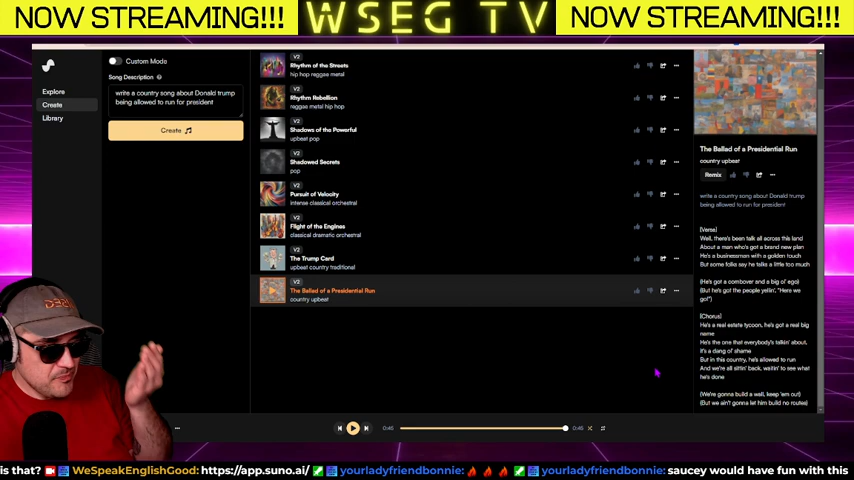 NOW STREAMING!!!
WSEG TV
NOW STREAMING!!!
Custom Mode
Song Description
write a country song about Donald trump
being allowed to run for president
Create
Explore
Create
Library
V2
Rhythm of the Streets
hip hop reggae metal
V2
Rhythm Rebellion
reggae metal hip hop
V2
Shadows of the Powerful
upbeat pop
V2
Shadowed Secrets
pop
V2
Pursuit of Velocity
intense classical orchestral
V2
Flight of the Engines
classical dramatic orchestral
V2
The Trump Card
upbeat country traditional
V2
The Ballad of a Presidential Run
country upbeat
The Ballad of a Presidential Run
country upbeat
Remix
write a country song about Donald trump
being allowed to run for president
[Verse]
Well, there's been talk all across this land
About a man who's got a brand new plan
He's a businessman with a golden touch
But some folks say he talks a little too much
(He's got a combover and a big ol' ego)
(But he's got the people yellin', "Here we
go!")
[Chorus]
He's a real estate tycoon, he's got a real big
name
He's the one that everybody's talkin' about,
it's a dang ol' shame
But in this country, he's allowed to run
And we're all sittin' back, waitin' to see what
he's done
(We're gonna build a wall, keep 'em out)
(But we ain't gonna let him build no routes)
0:45
0:45
is that? WeSpeakEnglishGood: https://app.suno.ai/ yourladyfriendbonnie: yourladyfriendbonnie: saucey would have fun with this